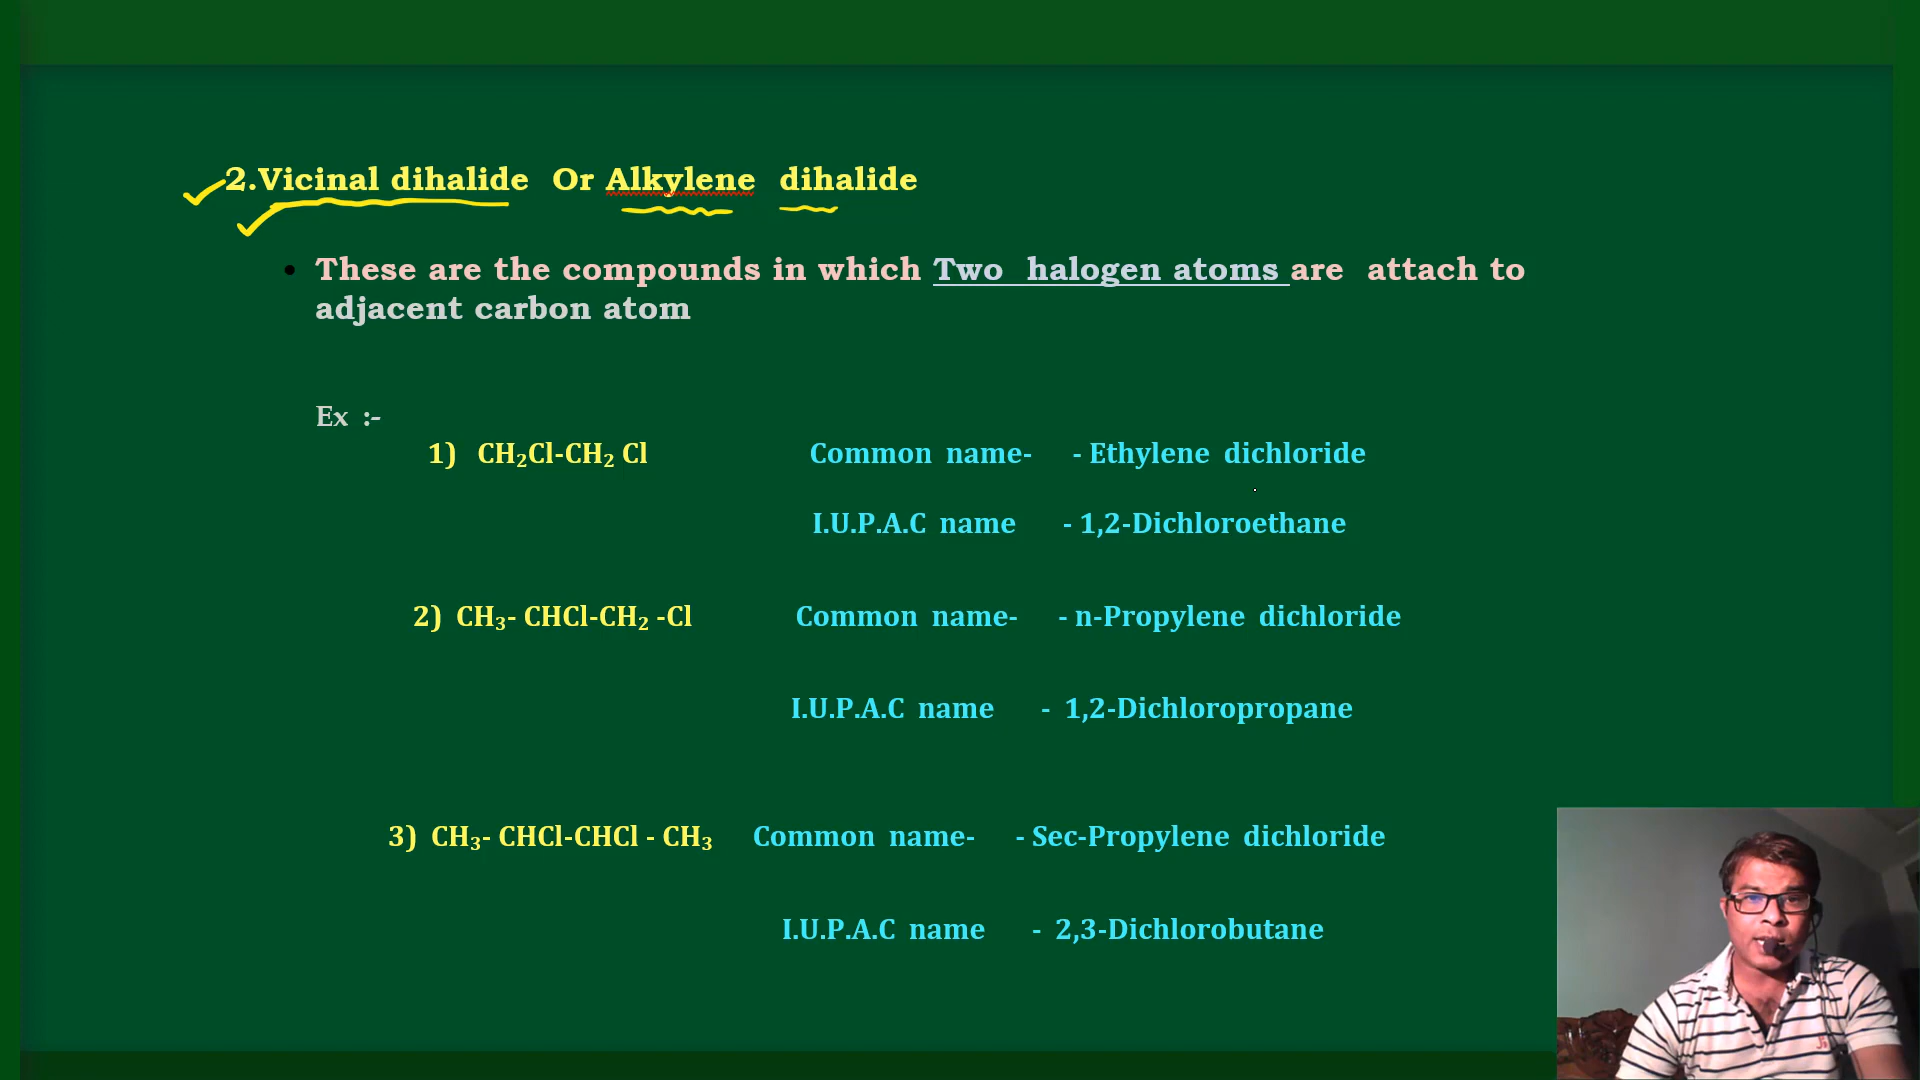 2.Vicinal dihalide Or Alkylene dihalide
• These are the compounds in which Two halogen atoms are attach to
adjacent carbon atom
Ex :-
1) CH₂Cl-CH₂ Cl Common name- - Ethylene dichloride
I.U.P.A.C name - 1,2-Dichloroethane
2) CH₃- CHCl-CH₂ -Cl Common name- - n-Propylene dichloride
I.U.P.A.C name - 1,2-Dichloropropane
3) CH₃- CHCl-CHCl - CH₃ Common name- - Sec-Propylene dichloride
I.U.P.A.C name - 2,3-Dichlorobutane